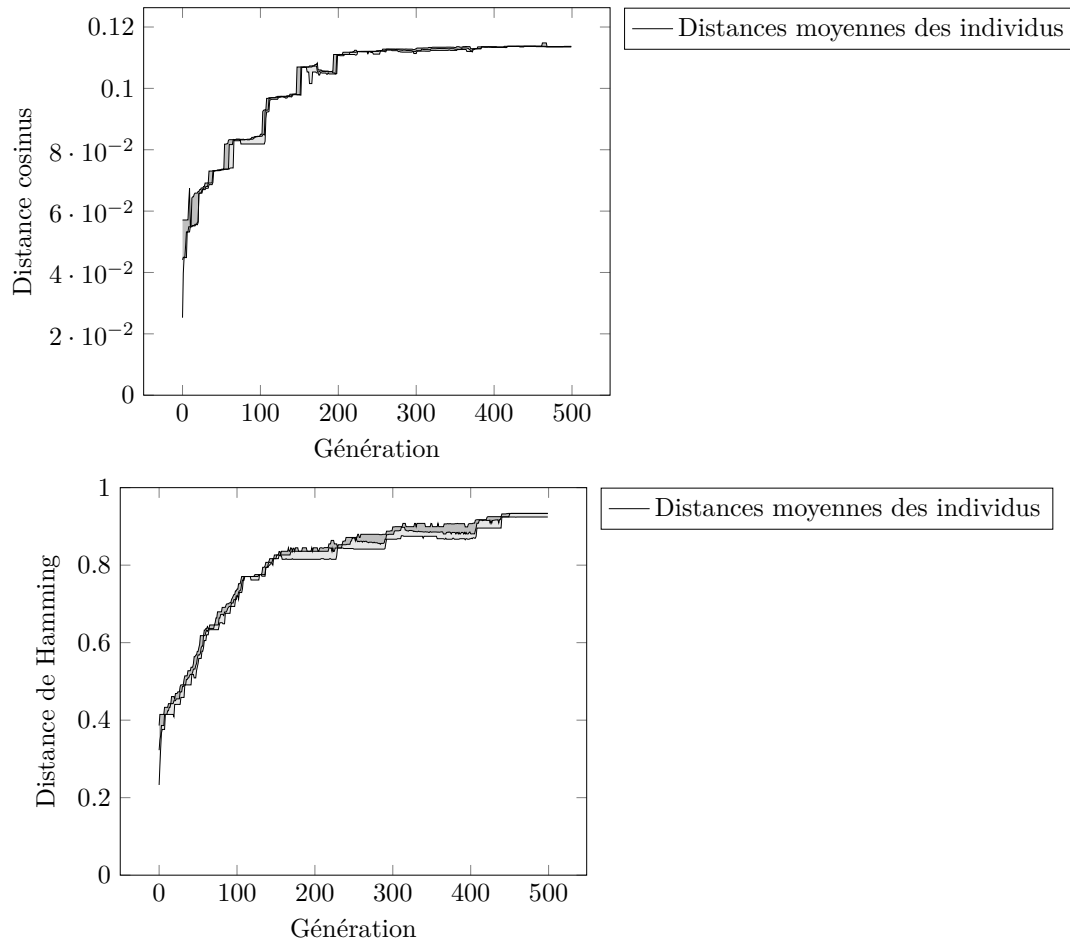 0.12
0.1
8 · 10⁻²
6 · 10⁻²
4 · 10⁻²
2 · 10⁻²
0
Distance cosinus
0 100 200 300 400 500
Génération
Distances moyennes des individus
1
0.8
0.6
0.4
0.2
0
Distance de Hamming
0 100 200 300 400 500
Génération
Distances moyennes des individus